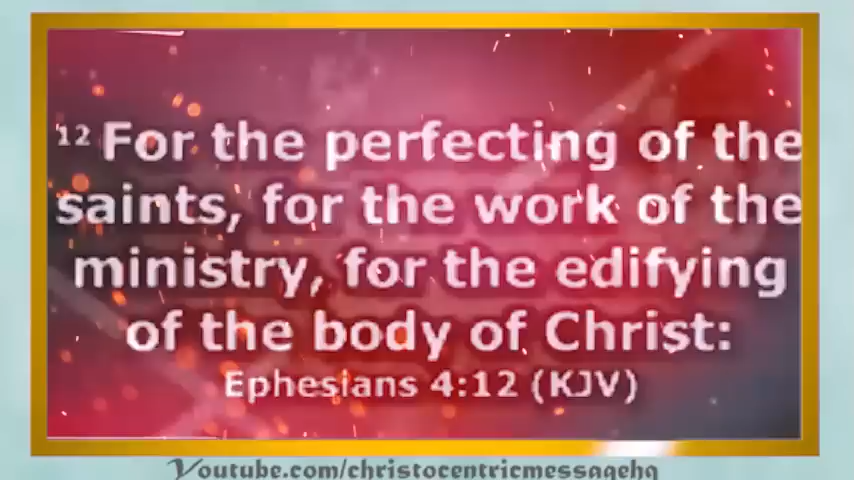 12 For the perfecting of the
saints, for the work of the
ministry, for the edifying
of the body of Christ:
Ephesians 4:12 (KJV)
Youtube.com/christocentricmessagehq